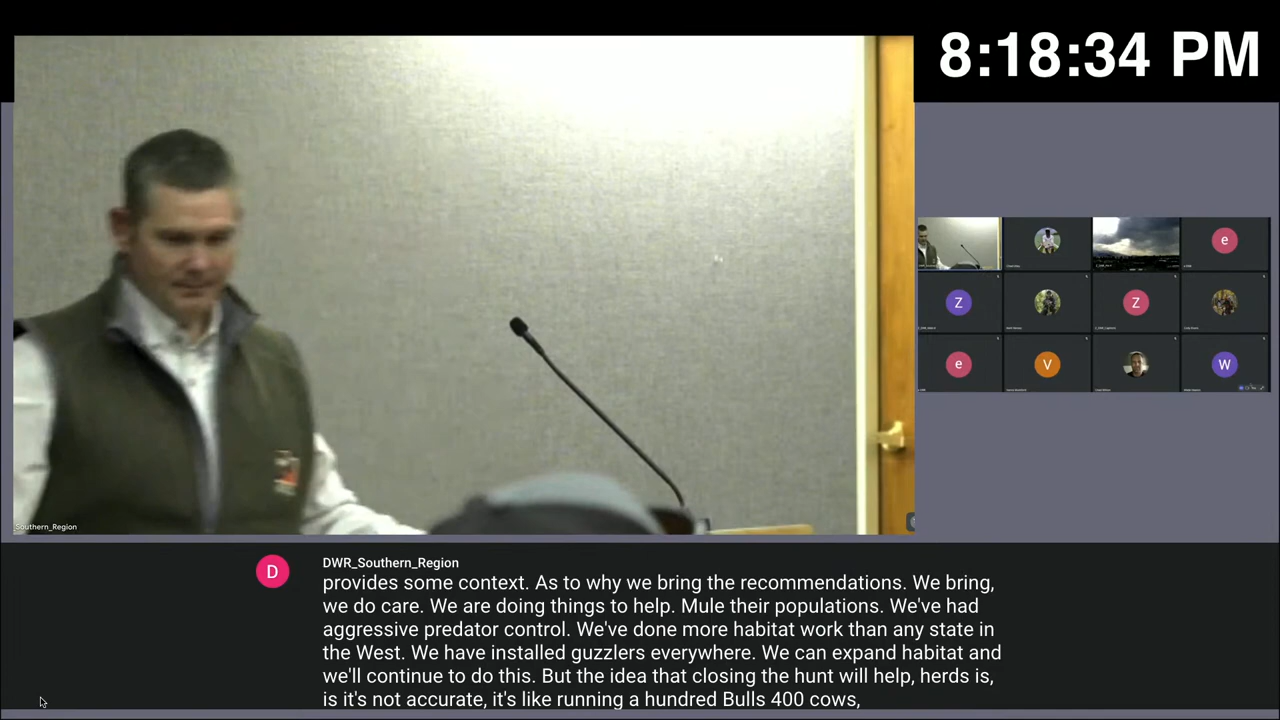 8:18:34 PM
e
Z
Z
e
V
W
Southern_Region
D
DWR_Southern_Region
provides some context. As to why we bring the recommendations. We bring,
we do care. We are doing things to help. Mule their populations. We've had
aggressive predator control. We've done more habitat work than any state in
the West. We have installed guzzlers everywhere. We can expand habitat and
we'll continue to do this. But the idea that closing the hunt will help, herds is,
is it's not accurate, it's like running a hundred Bulls 400 cows,